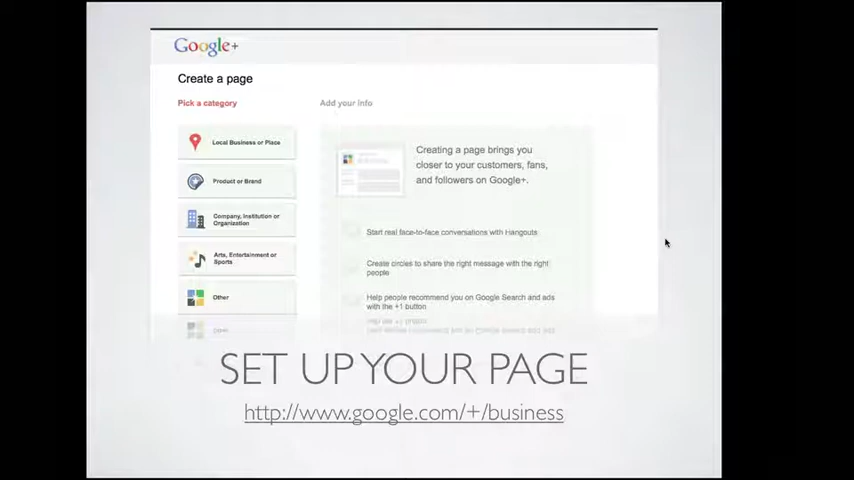 Google+
Create a page
Pick a category
Add your info
Local Business or Place
Product or Brand
Company, Institution or
Organization
Arts, Entertainment or
Sports
Other
Creating a page brings you
closer to your customers, fans,
and followers on Google+.
Start real face-to-face conversations with Hangouts
Create circles to share the right message with the right
people
Help people recommend you on Google Search and ads
with the +1 button
SET UP YOUR PAGE
http://www.google.com/+/business